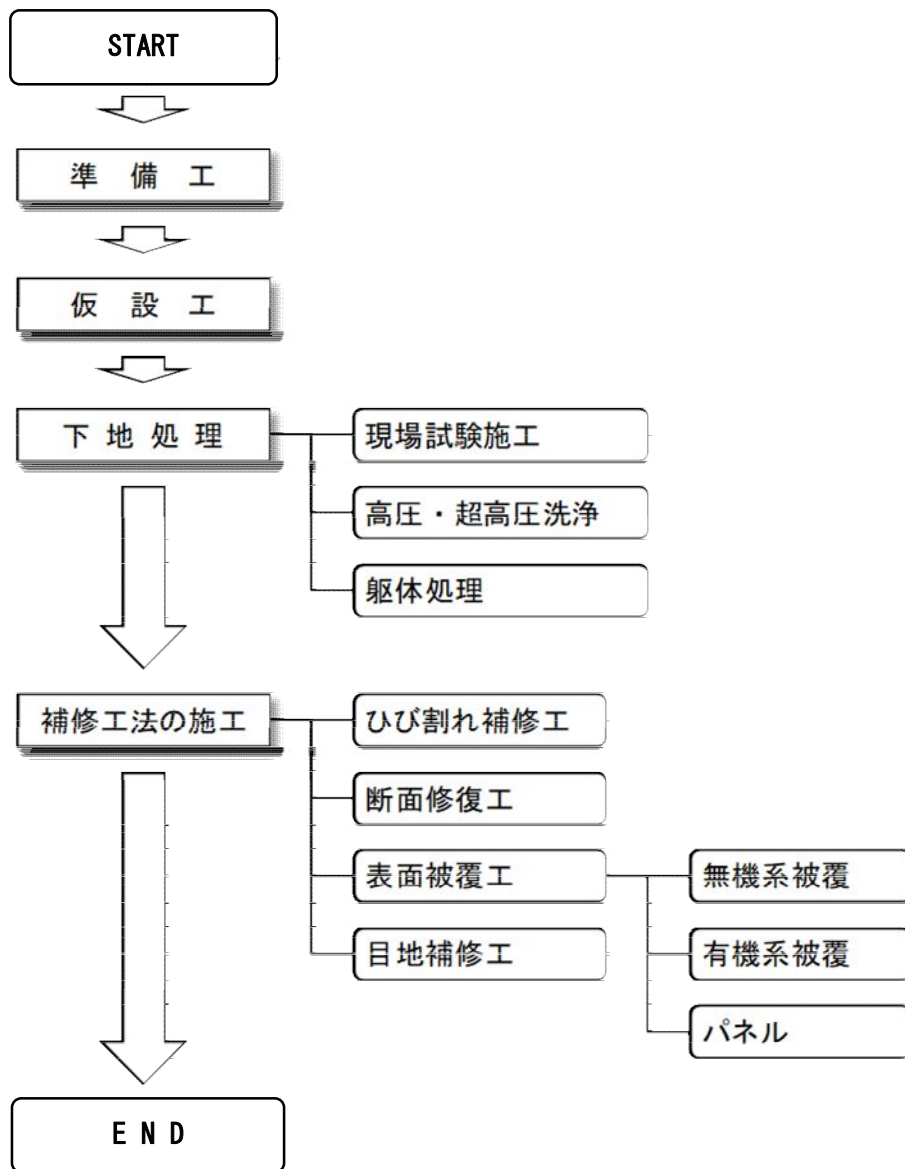 START
準備工
仮設工
下地処理
現場試験施工
高圧・超高圧洗浄
躯体処理
補修工法の施工
ひび割れ補修工
断面修復工
表面被覆工
無機系被覆
有機系被覆
パネル
目地補修工
END